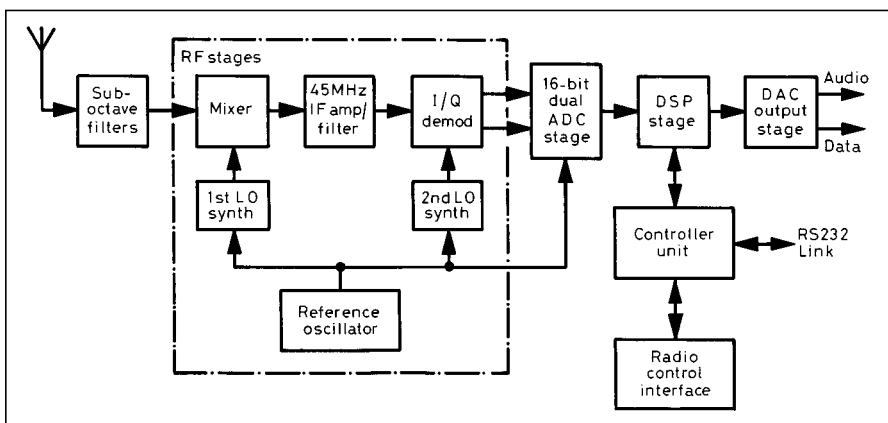 RF stages
Sub-
octave
filters
Mixer
45MHz
IF amp/
filter
I/Q
demod
16-bit
dual
ADC
stage
DSP
stage
DAC
output
stage
Audio
Data
1st LO
synth
2nd LO
synth
Reference
oscillator
Controller
unit
RS232
Link
Radio
control
interface